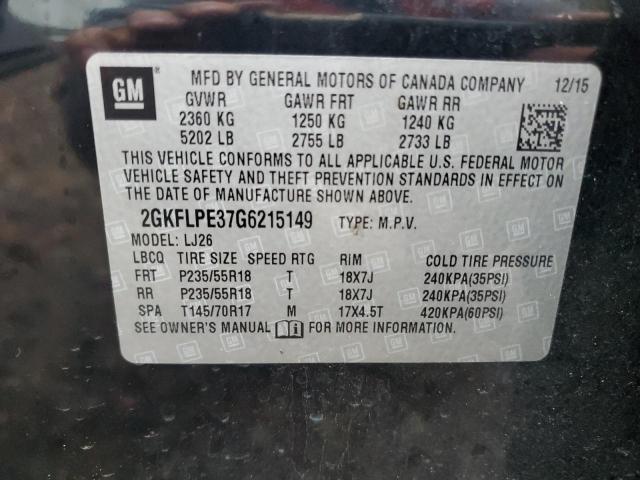 GM
MFD BY GENERAL MOTORS OF CANADA COMPANY 12/15
GVWR GAWR FRT GAWR RR
2360 KG 1250 KG 1240 KG
5202 LB 2755 LB 2733 LB
THIS VEHICLE CONFORMS TO ALL APPLICABLE U.S. FEDERAL MOTOR
VEHICLE SAFETY AND THEFT PREVENTION STANDARDS IN EFFECT ON
THE DATE OF MANUFACTURE SHOWN ABOVE.
2GKFLPE37G6215149 TYPE: M.P.V.
MODEL: LJ26
LBCQ TIRE SIZE SPEED RTG RIM COLD TIRE PRESSURE
FRT P235/55R18 T 18X7J 240KPA(35PSI)
RR P235/55R18 T 18X7J 240KPA(35PSI)
SPA T145/70R17 M 17X4.5T 420KPA(60PSI)
SEE OWNER'S MANUAL FOR MORE INFORMATION.